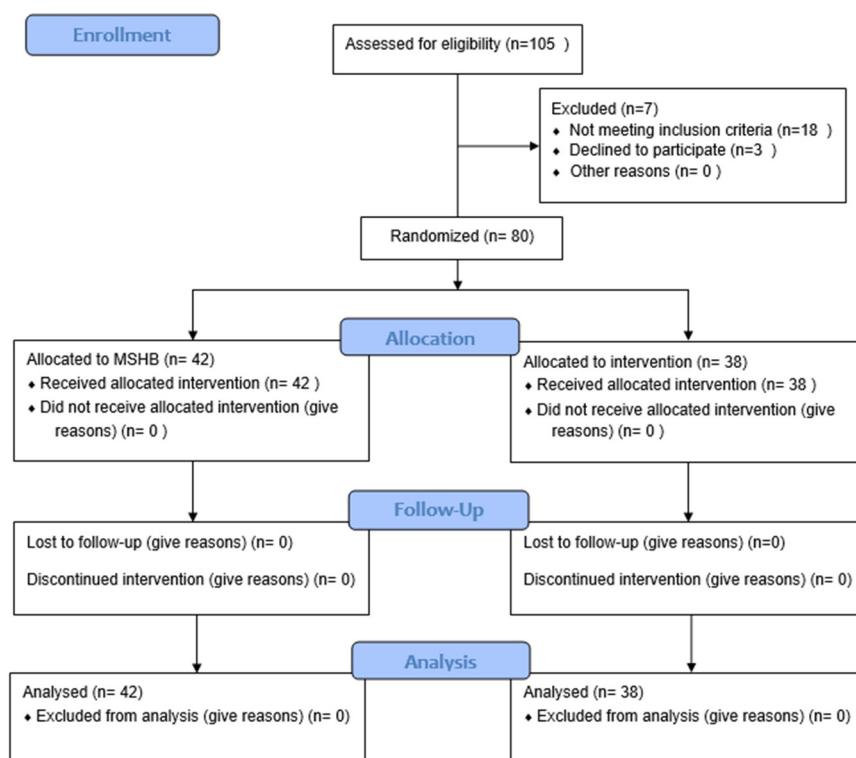 Enrollment
Assessed for eligibility (n=105 )
Excluded (n=7)
♦ Not meeting inclusion criteria (n=18 )
♦ Declined to participate (n=3 )
♦ Other reasons (n= 0 )
Randomized (n= 80)
Allocation
Allocated to MSHB (n= 42)
♦ Received allocated intervention (n= 42 )
♦ Did not receive allocated intervention (give
reasons) (n= 0 )
Allocated to intervention (n= 38)
♦ Received allocated intervention (n= 38 )
♦ Did not receive allocated intervention (give
reasons) (n= 0 )
Follow-Up
Lost to follow-up (give reasons) (n= 0)
Discontinued intervention (give reasons) (n= 0)
Lost to follow-up (give reasons) (n=0)
Discontinued intervention (give reasons) (n= 0)
Analysis
Analysed (n= 42)
♦ Excluded from analysis (give reasons) (n= 0)
Analysed (n= 38)
♦ Excluded from analysis (give reasons) (n= 0)